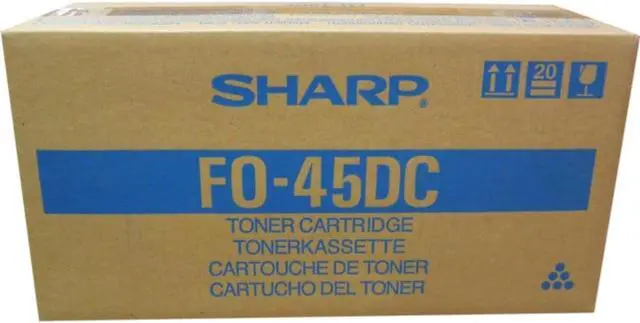 SHARP®
20
FO-45DC
TONER CARTRIDGE
TONERKASSETTE
CARTOUCHE DE TONER
CARTUCHO DEL TONER